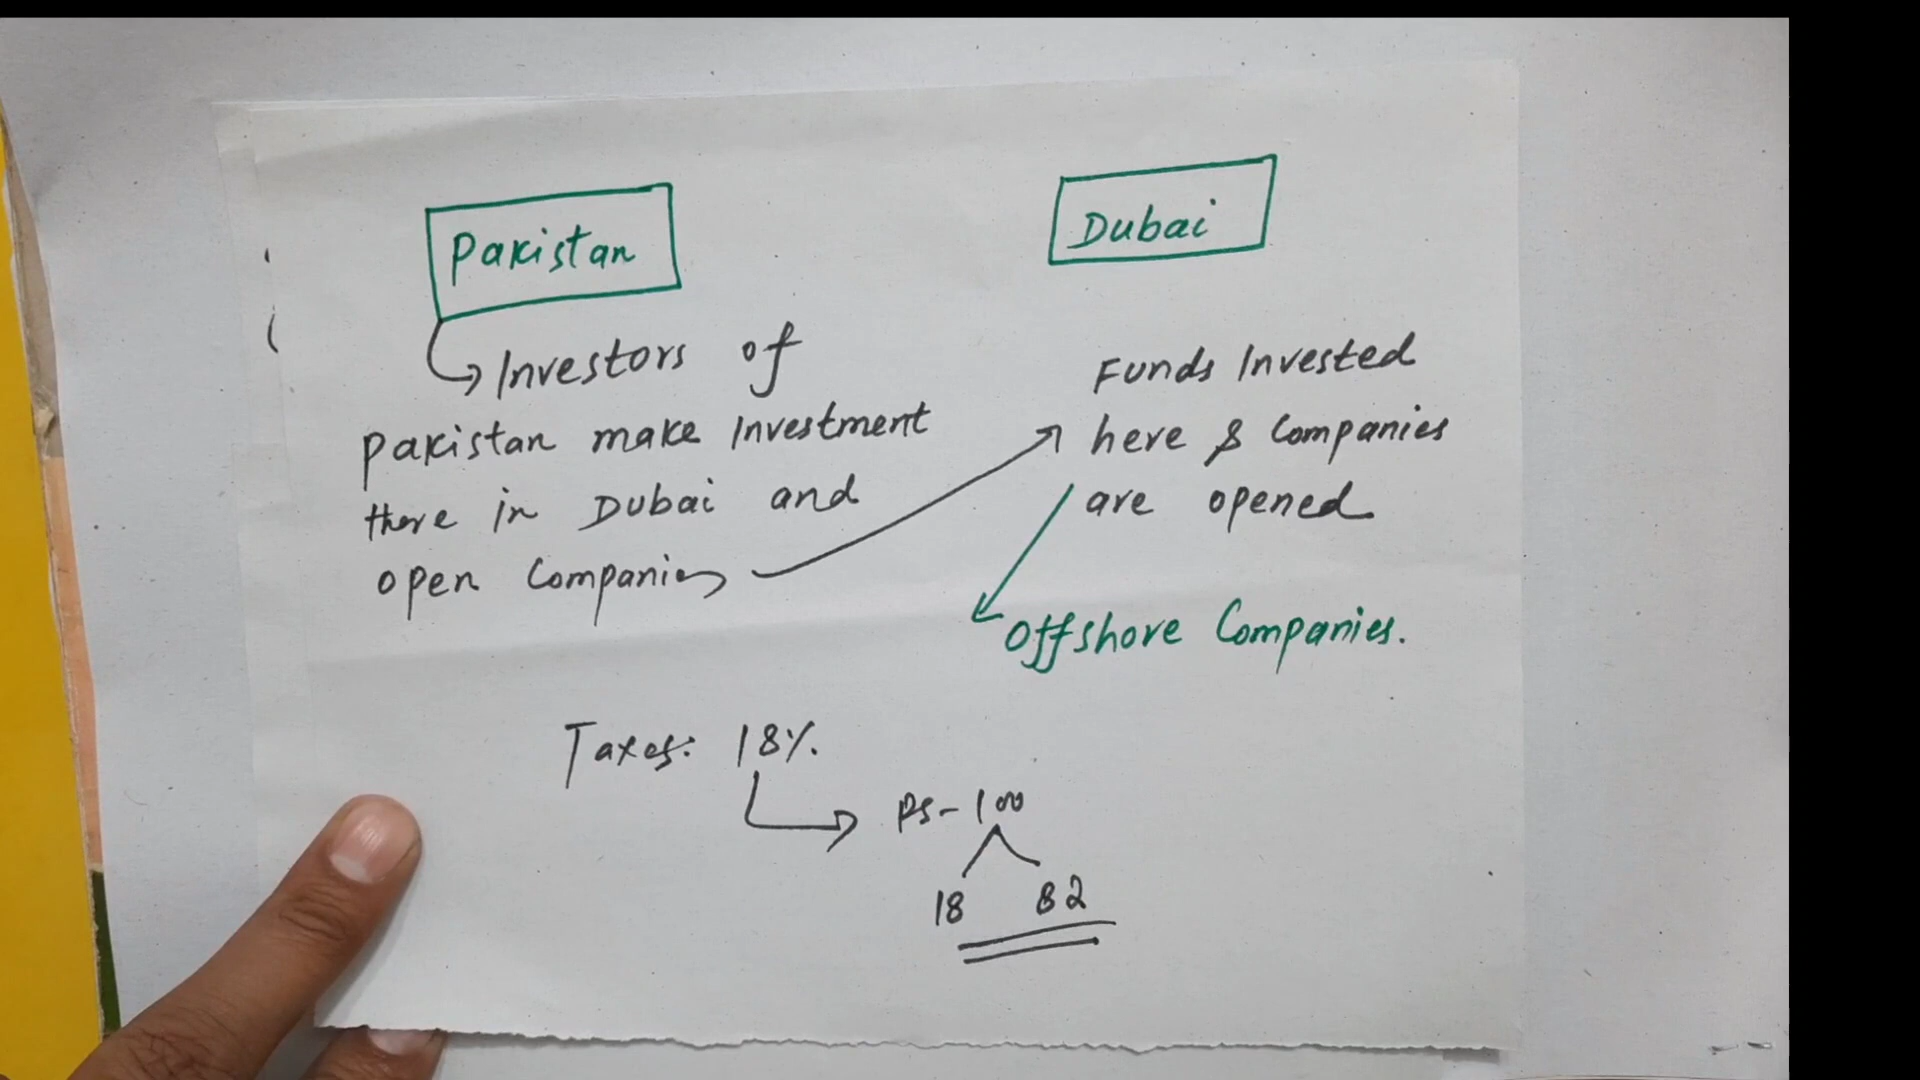 Pakistan
Investors of
Pakistan make Investment
there in Dubai and
open Companies
Dubai
Funds Invested
here & Companies
are opened
Offshore Companies.
Taxes: 18%.
Rs-100
18 82